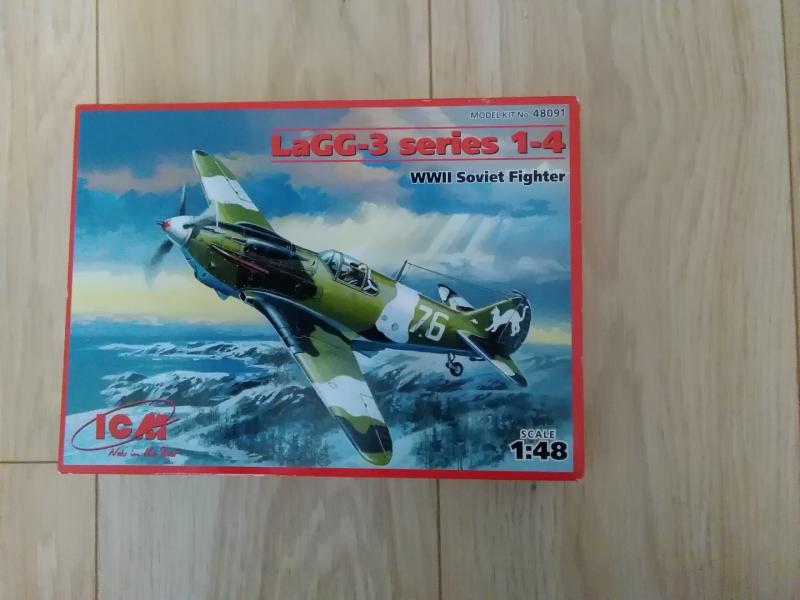 MODEL KIT No. 48091
LaGG-3 series 1-4
WWII Soviet Fighter
76
ICM
SCALE
1:48